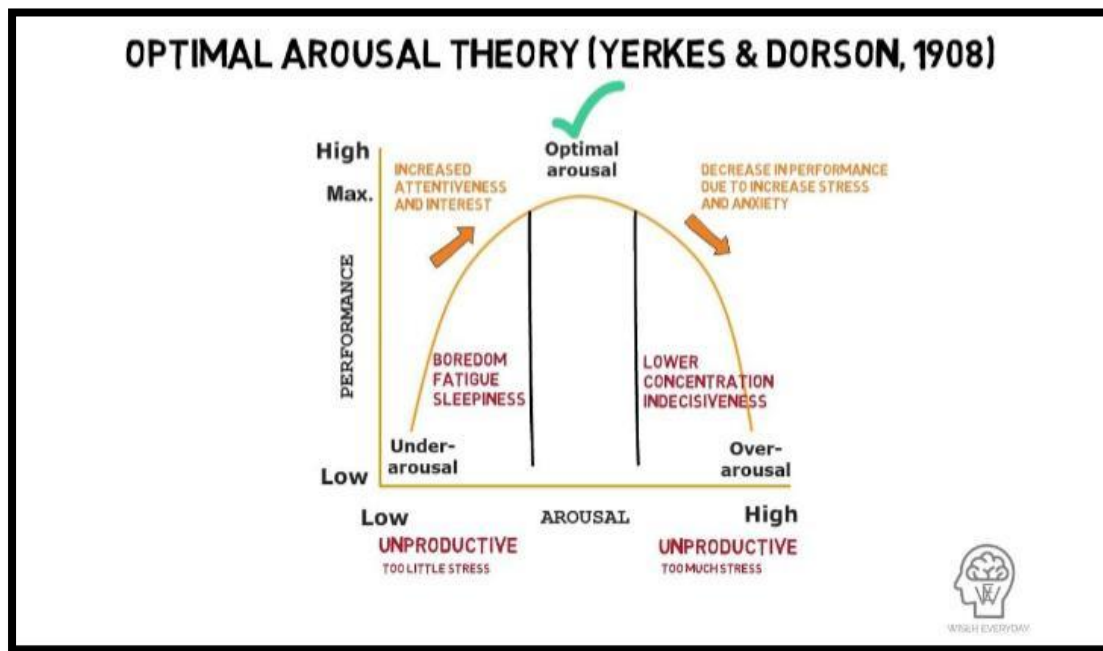 OPTIMAL AROUSAL THEORY (YERKES & DORSON, 1908)
High
Max.
PERFORMANCE
Low
INCREASED
ATTENTIVENESS
AND INTEREST
Optimal
arousal
DECREASE IN PERFORMANCE
DUE TO INCREASE STRESS
AND ANXIETY
BOREDOM
FATIGUE
SLEEPINESS
LOWER
CONCENTRATION
INDECISIVENESS
Under-
arousal
Over-
arousal
Low
AROUSAL
High
UNPRODUCTIVE
TOO LITTLE STRESS
UNPRODUCTIVE
TOO MUCH STRESS
WISEH EVERYDAY